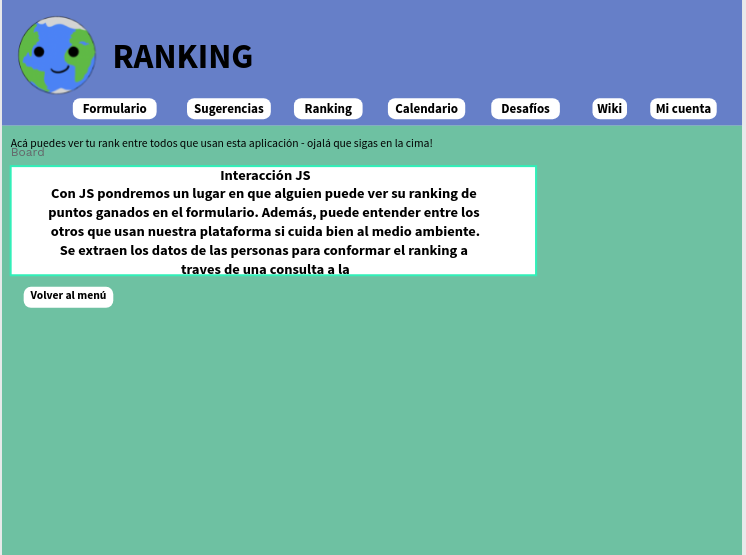 RANKING
Formulario Sugerencias Ranking Calendario Desafíos Wiki Mi cuenta
Acá puedes ver tu rank entre todos que usan esta aplicación - ojalá que sigas en la cima!
Board
Interacción JS
Con JS pondremos un lugar en que alguien puede ver su ranking de
puntos ganados en el formulario. Además, puede entender entre los
otros que usan nuestra plataforma si cuida bien al medio ambiente.
Se extraen los datos de las personas para conformar el ranking a
traves de una consulta a la
Volver al menú